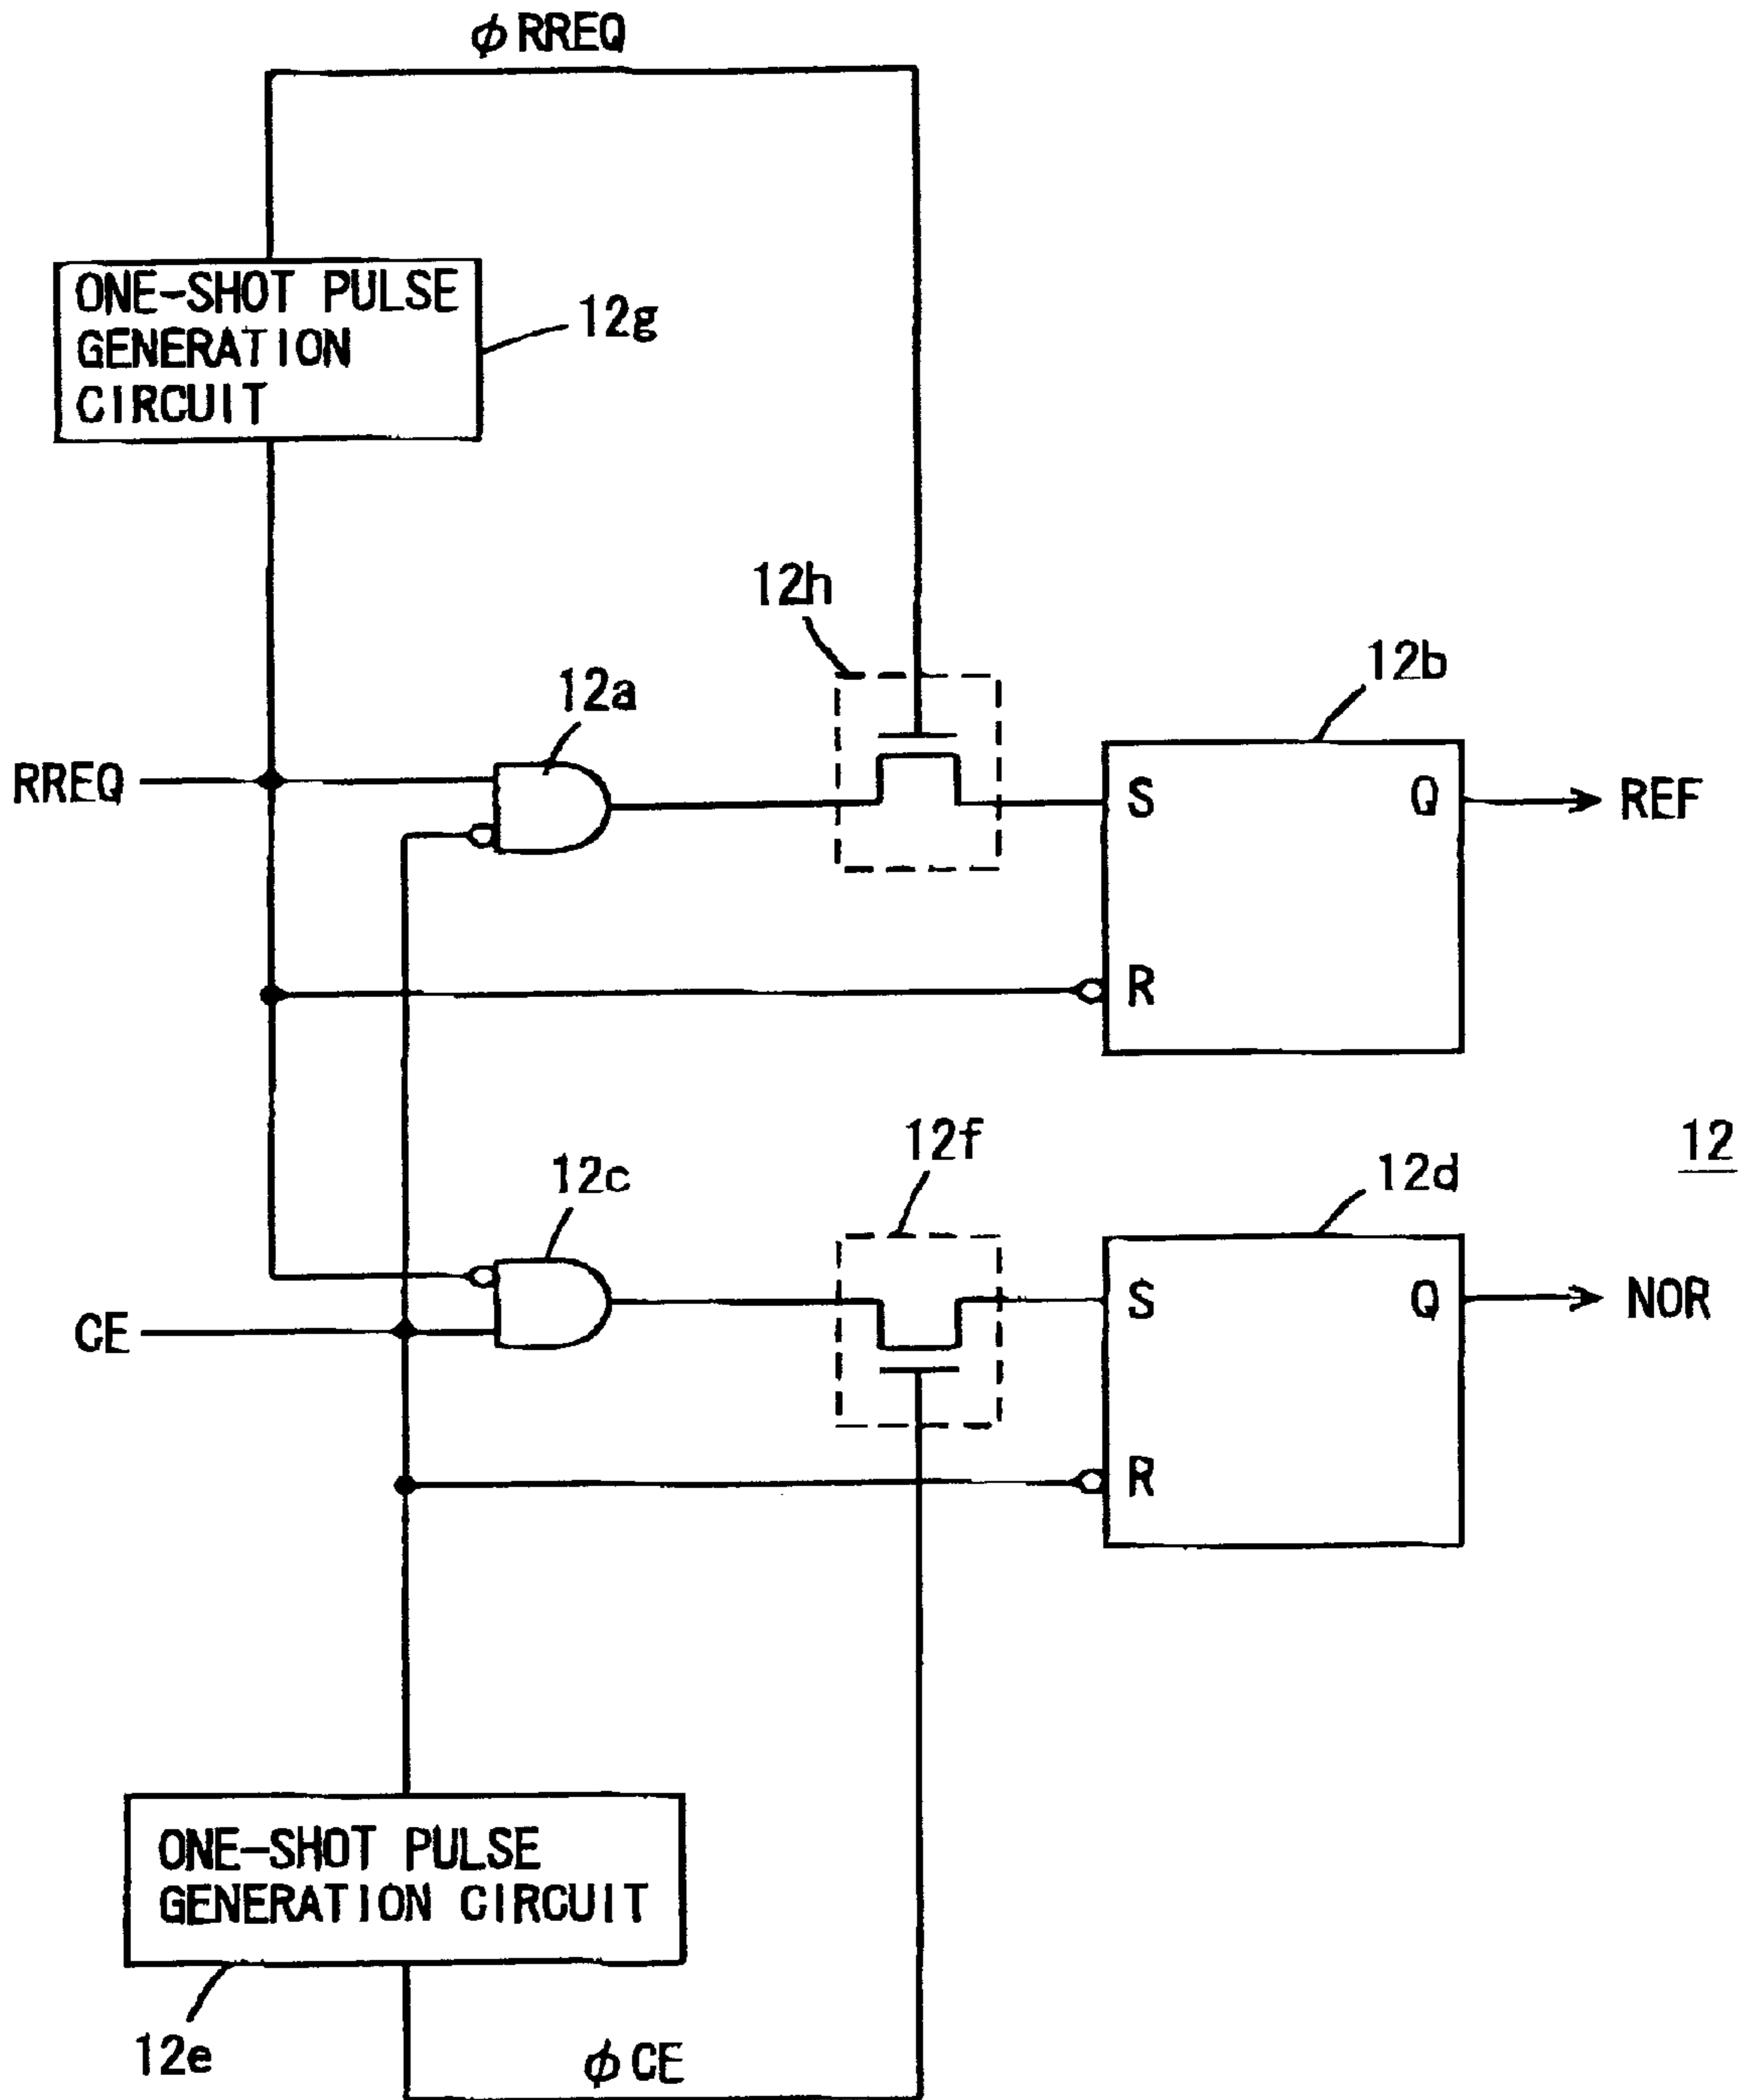 φRREQ
ONE-SHOT PULSE
GENERATION
CIRCUIT
12g
12h
12b
12a
RREQ
S
Q
REF
R
12f
12
12c
12d
CE
S
Q
NOR
R
ONE-SHOT PULSE
GENERATION CIRCUIT
12e
φCE